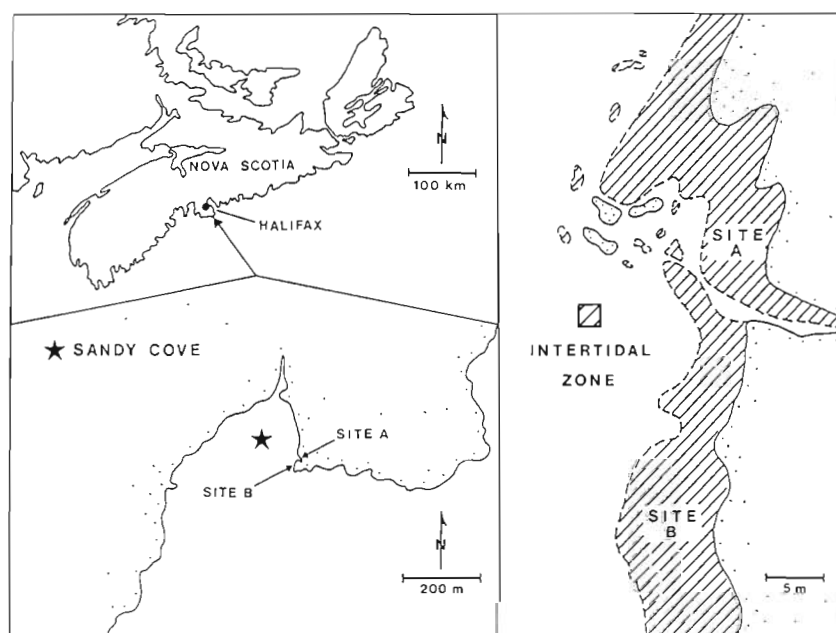 NOVA SCOTIA
N
100 km
HALIFAX
SANDY COVE
SITE A
SITE B
N
200 m
SITE
A
INTERTIDAL
ZONE
SITE
B
5 m